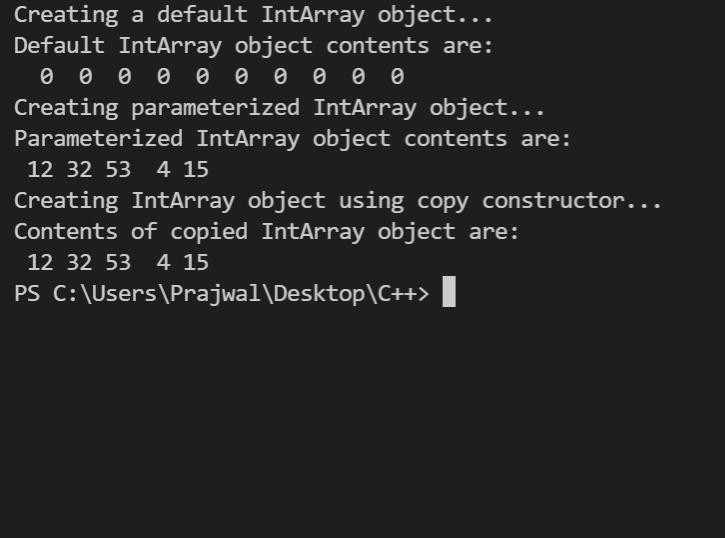 Creating a default IntArray object...
Default IntArray object contents are:
  0  0  0  0  0  0  0  0  0  0
Creating parameterized IntArray object...
Parameterized IntArray object contents are:
 12 32 53  4 15
Creating IntArray object using copy constructor...
Contents of copied IntArray object are:
 12 32 53  4 15
PS C:\Users\Prajwal\Desktop\C++>